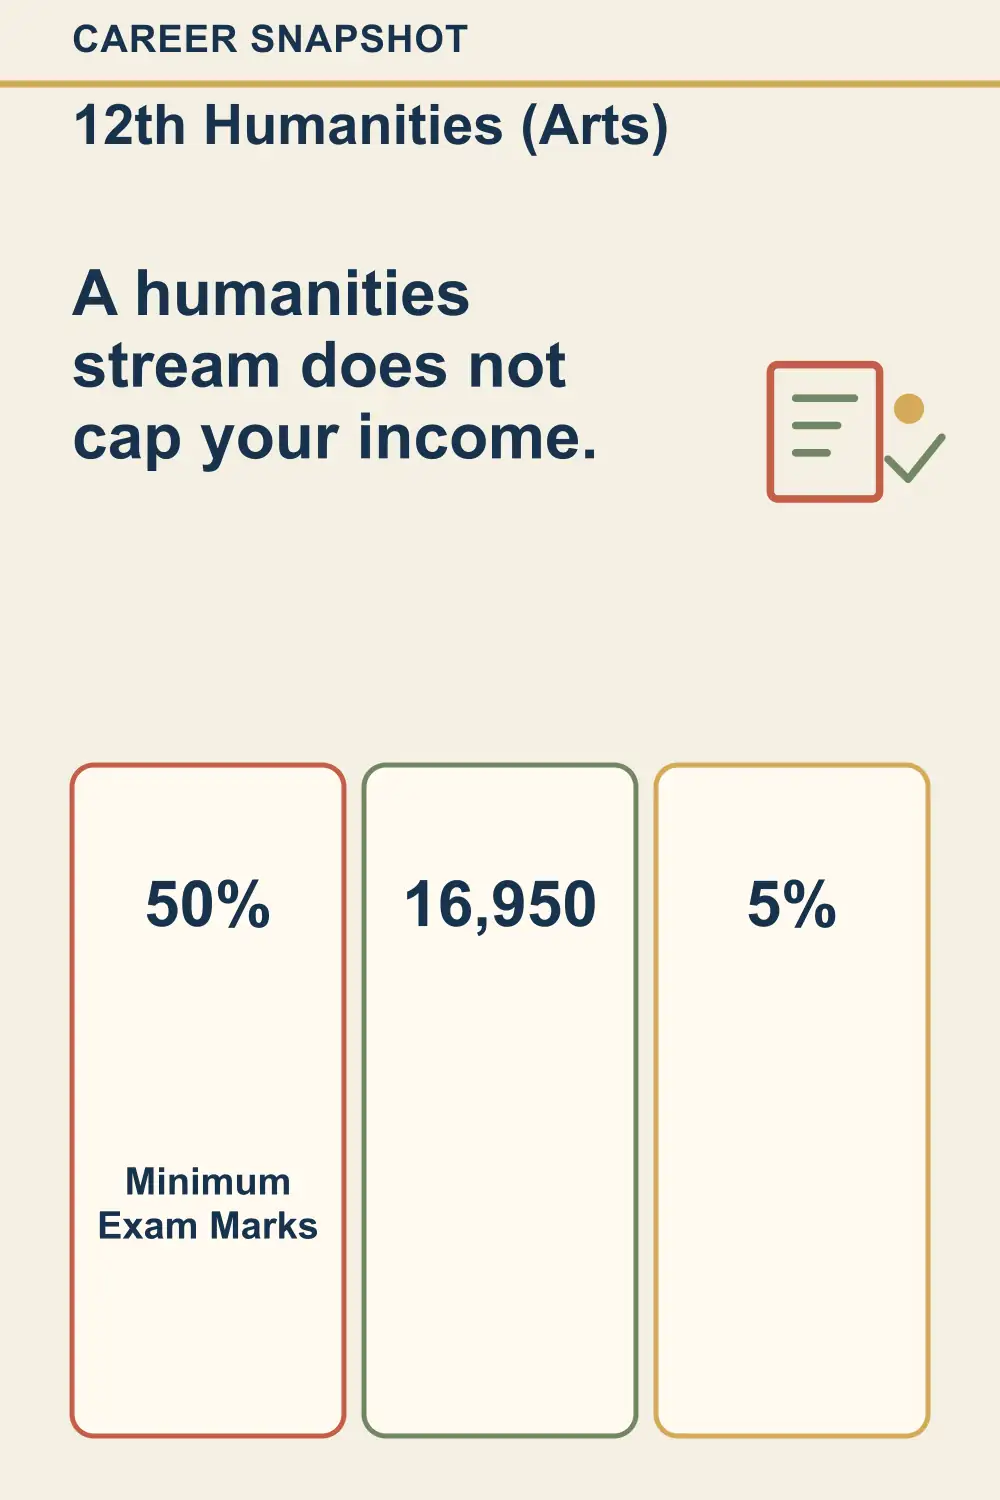 CAREER SNAPSHOT
12th Humanities (Arts)
A humanities
stream does not
cap your income.
50%
16,950
5%
Minimum
Exam Marks